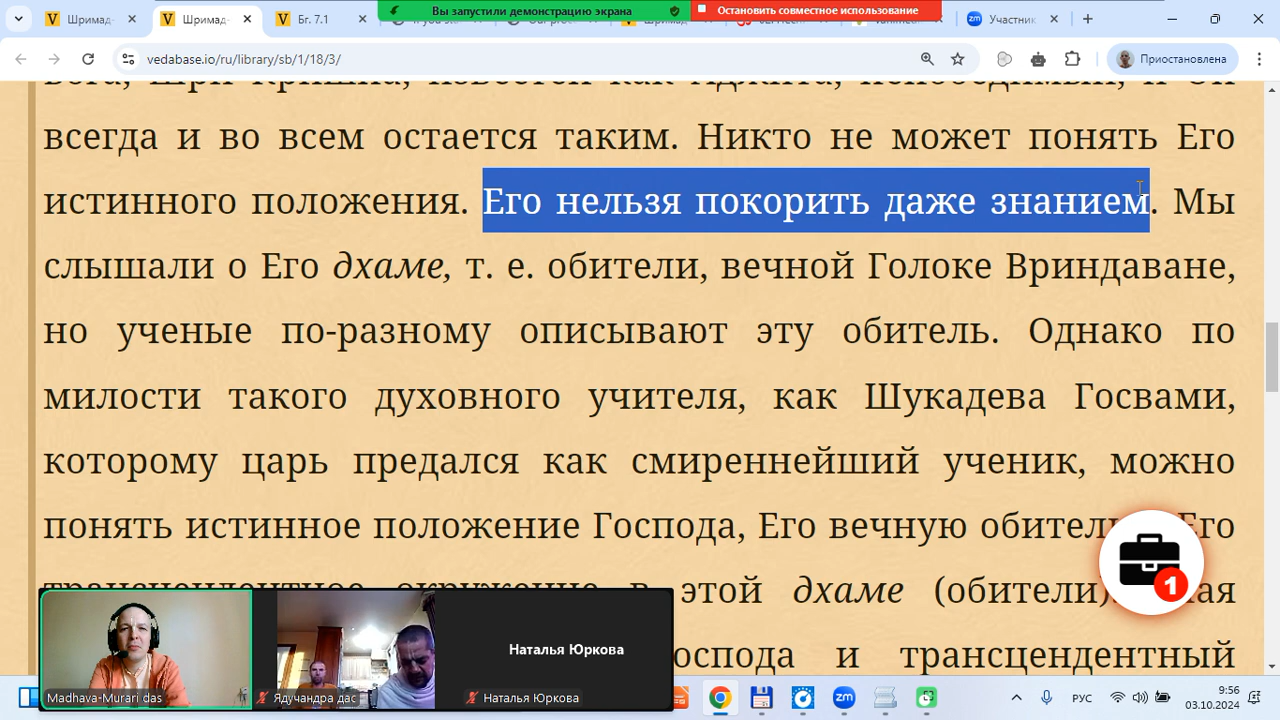 Вы запустили демонстрацию экрана
Остановить совместное использование
Шримад-
Шримад-
Бг. 7.1
Участник
vedabase.io/ru/library/sb/1/18/3/
Приостановлена
всегда и во всем остается таким. Никто не может понять Его
истинного положения. Его нельзя покорить даже знанием. Мы
слышали о Его дхаме, т. е. обители, вечной Голоке Вриндаване,
но ученые по-разному описывают эту обитель. Однако по
милости такого духовного учителя, как Шукадева Госвами,
которому царь предался как смиреннейший ученик, можно
понять истинное положение Господа, Его вечную обитель Его
этой дхаме (обители)
оспода и трансцендентный
1
Наталья Юркова
Madhava-Murari das
Ядучандра дас
Наталья Юркова
zm
РУС
9:56
03.10.2024